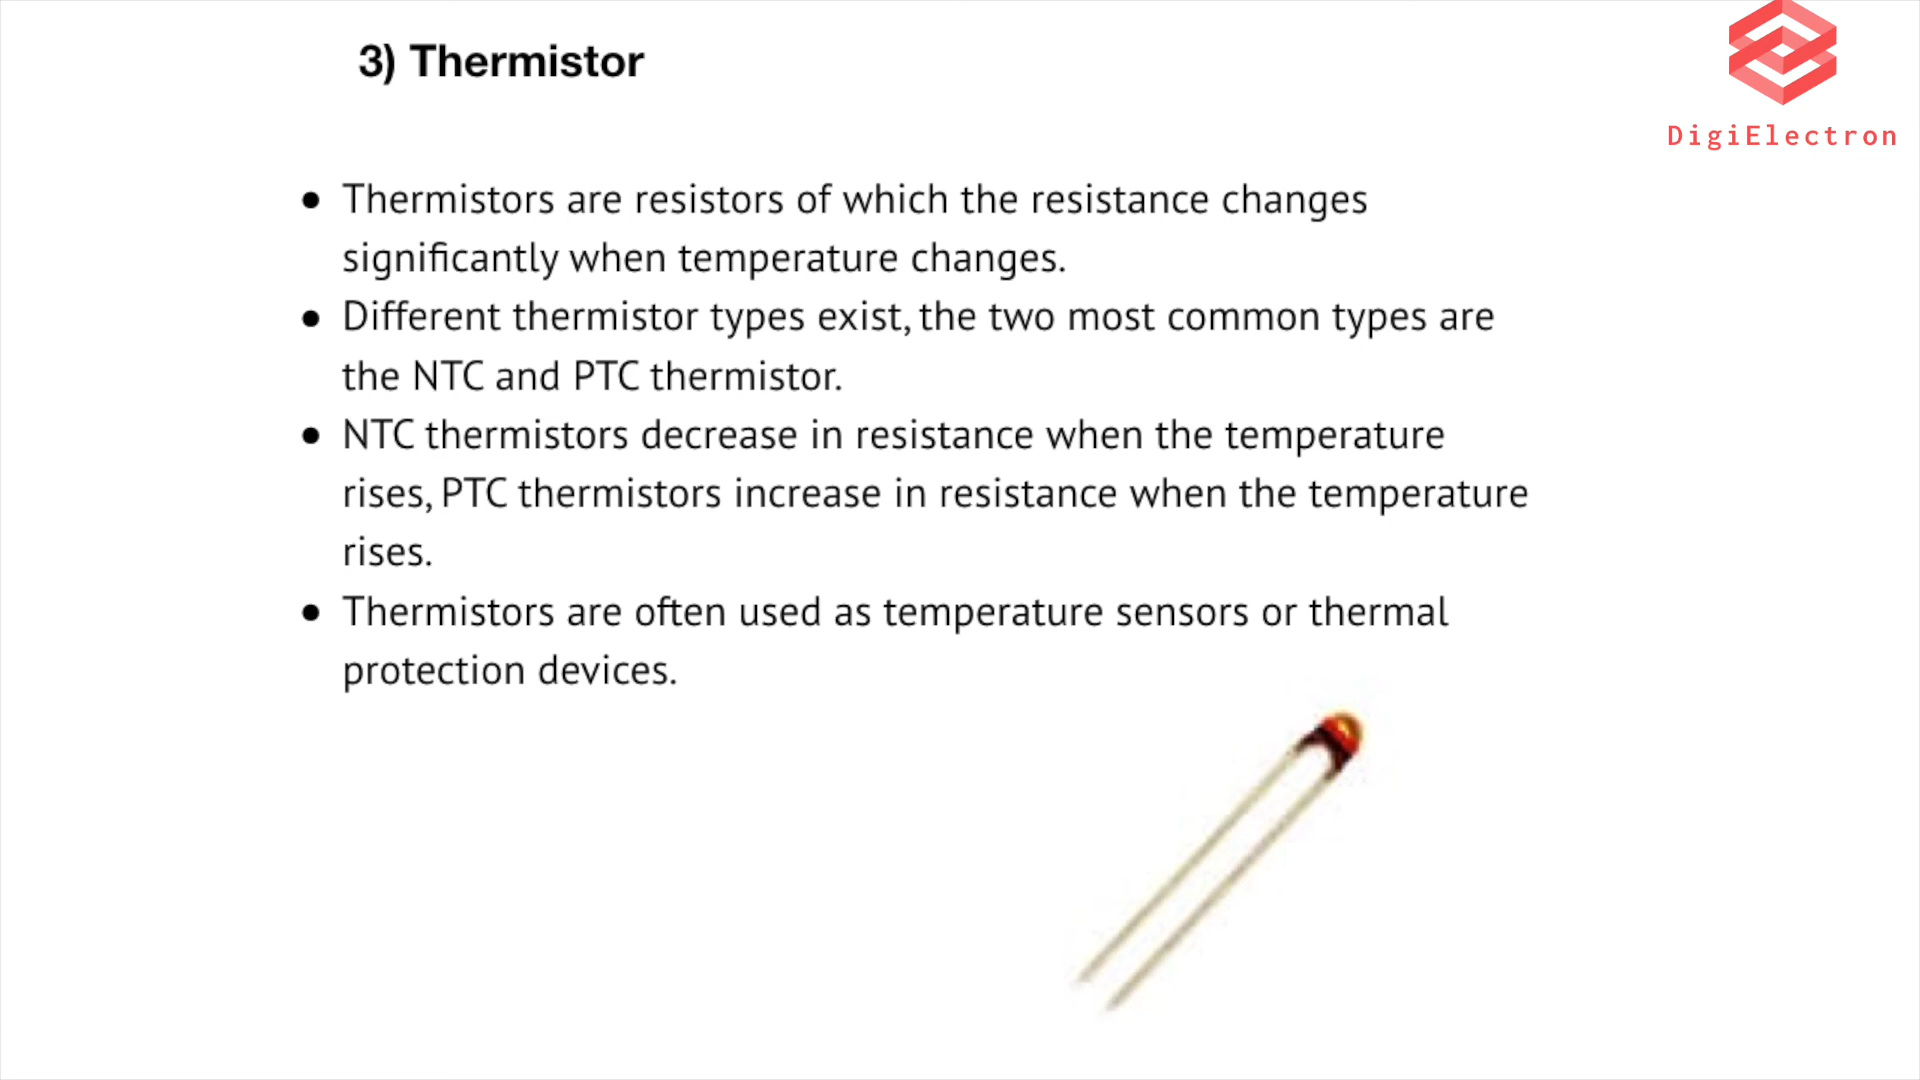 3) Thermistor
DigiElectron
● Thermistors are resistors of which the resistance changes
significantly when temperature changes.
● Different thermistor types exist, the two most common types are
the NTC and PTC thermistor.
● NTC thermistors decrease in resistance when the temperature
rises, PTC thermistors increase in resistance when the temperature
rises.
● Thermistors are often used as temperature sensors or thermal
protection devices.